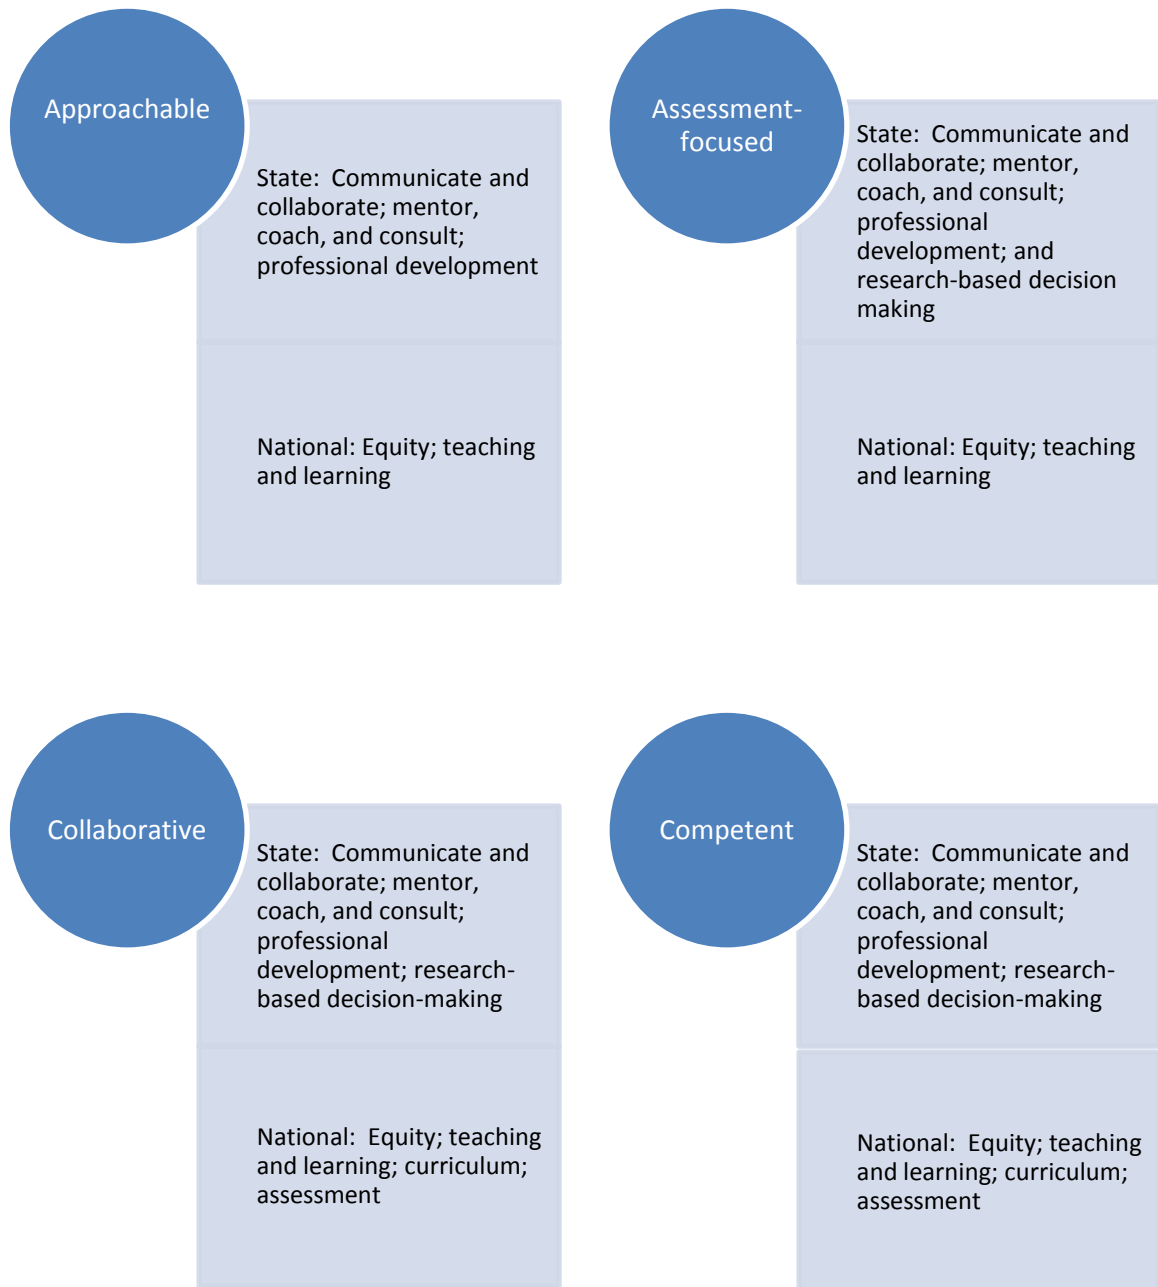 Approachable
State:  Communicate and
collaborate; mentor,
coach, and consult;
professional development
National: Equity; teaching
and learning
Assessment-
focused
State:  Communicate and
collaborate; mentor,
coach, and consult;
professional
development; and
research-based decision
making
National: Equity; teaching
and learning
Collaborative
State:  Communicate and
collaborate; mentor,
coach, and consult;
professional
development; research-
based decision-making
National:  Equity; teaching
and learning; curriculum;
assessment
Competent
State:  Communicate and
collaborate; mentor,
coach, and consult;
professional
development; research-
based decision-making
National:  Equity; teaching
and learning; curriculum;
assessment